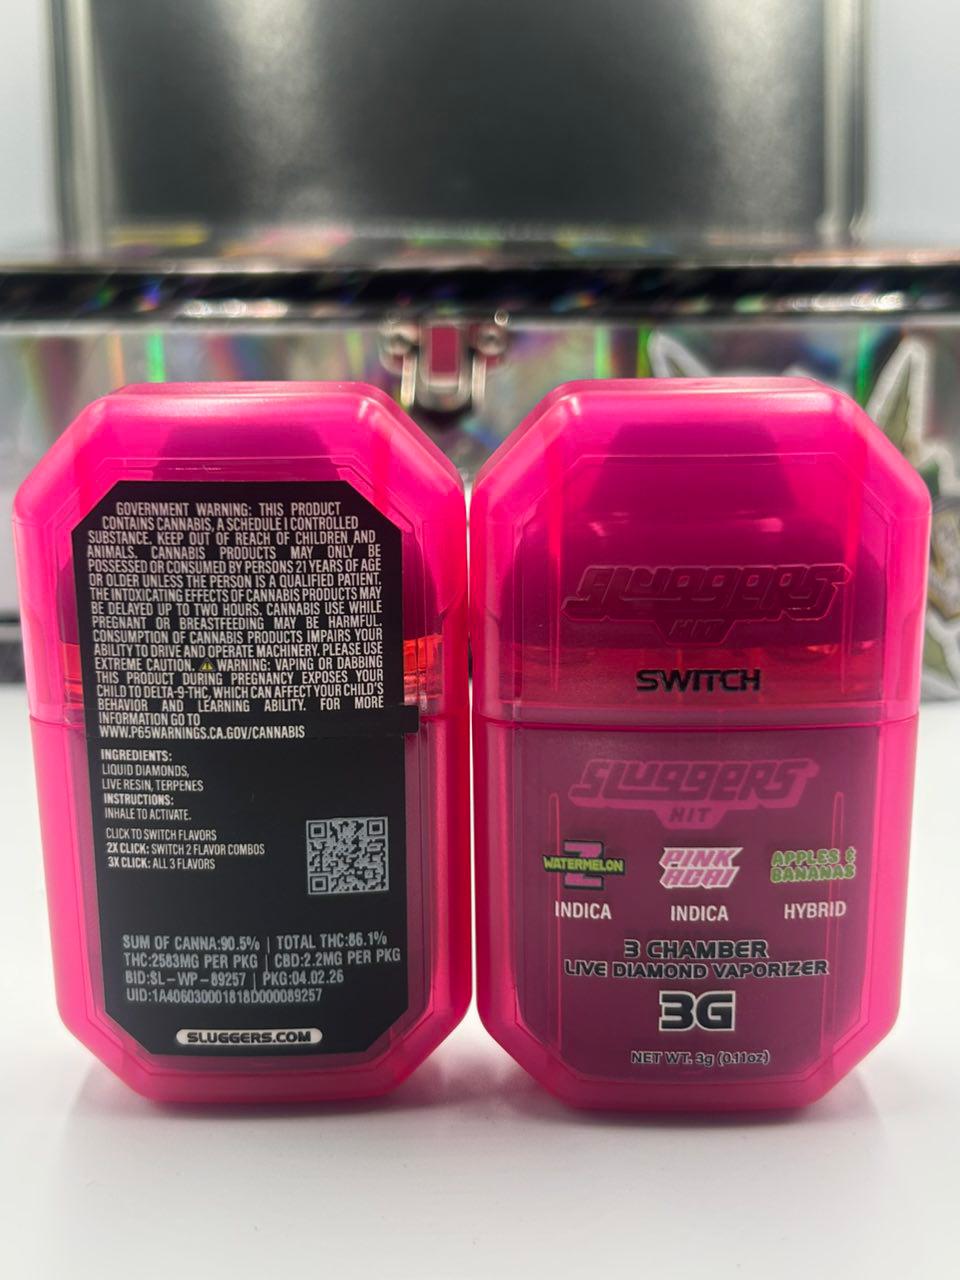 GOVERNMENT WARNING: THIS PRODUCT
CONTAINS CANNABIS, A SCHEDULE I CONTROLLED
SUBSTANCE. KEEP OUT OF REACH OF CHILDREN AND
ANIMALS. CANNABIS PRODUCTS MAY ONLY BE
POSSESSED OR CONSUMED BY PERSONS 21 YEARS OF AGE
OR OLDER UNLESS THE PERSON IS A QUALIFIED PATIENT.
THE INTOXICATING EFFECTS OF CANNABIS PRODUCTS MAY
BE DELAYED UP TO TWO HOURS. CANNABIS USE WHILE
PREGNANT OR BREASTFEEDING MAY BE HARMFUL.
CONSUMPTION OF CANNABIS PRODUCTS IMPAIRS YOUR
ABILITY TO DRIVE AND OPERATE MACHINERY. PLEASE USE
EXTREME CAUTION. ⚠WARNING: VAPING OR DABBING
THIS PRODUCT DURING PREGNANCY EXPOSES YOUR
CHILD TO DELTA-9-THC, WHICH CAN AFFECT YOUR CHILD'S
BEHAVIOR AND LEARNING ABILITY. FOR MORE
INFORMATION GO TO
WWW.P65WARNINGS.CA.GOV/CANNABIS
INGREDIENTS:
LIQUID DIAMONDS,
LIVE RESIN, TERPENES
INSTRUCTIONS:
INHALE TO ACTIVATE.
CLICK TO SWITCH FLAVORS
2X CLICK: SWITCH 2 FLAVOR COMBOS
3X CLICK: ALL 3 FLAVORS
SUM OF CANNA:90.5% | TOTAL THC:86.1%
THC:2583MG PER PKG | CBD:2.2MG PER PKG
BID:SL-WP-89257 | PKG:04.02.26
UID:1A406030001818D000089257
SLUGGERS.COM
SLUGGERS
HIT
SWITCH
SLUGGERS
HIT
Z WATERMELON
INDICA
PINK
ACAI
INDICA
APPLES &
BANANAS
HYBRID
3 CHAMBER
LIVE DIAMOND VAPORIZER
3G
NET WT. 3g (0.11oz)